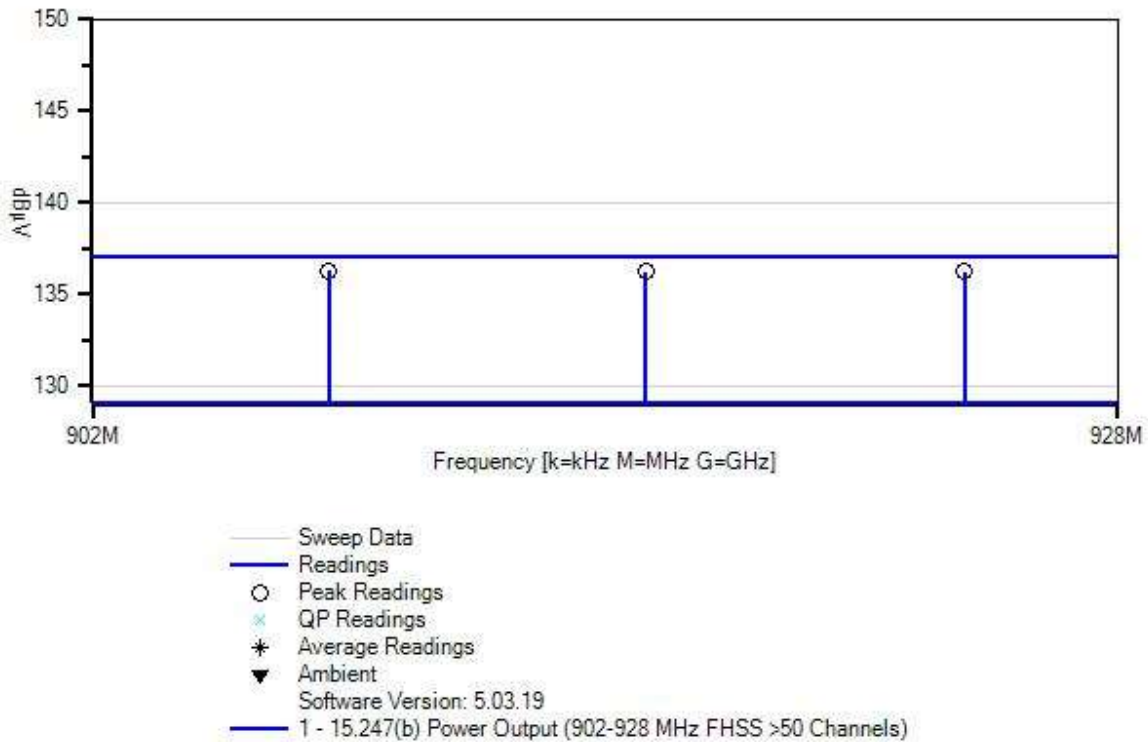 150
145
dBµV
140
135
130
902M
928M
Frequency [k=kHz M=MHz G=GHz]
Sweep Data
Readings
Peak Readings
QP Readings
Average Readings
Ambient
Software Version: 5.03.19
1 - 15.247(b) Power Output (902-928 MHz FHSS >50 Channels)